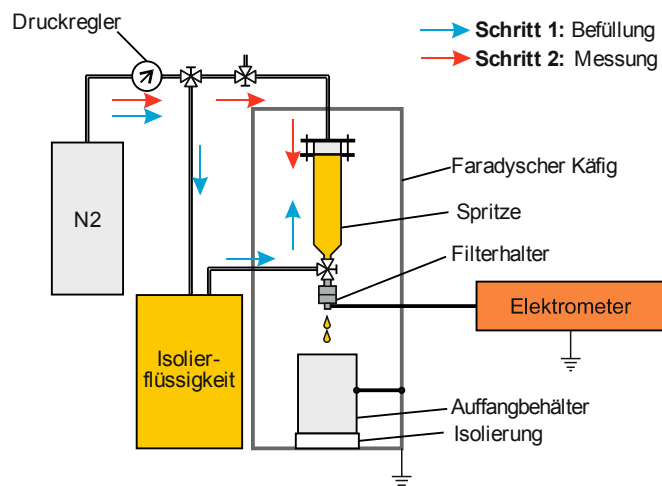 Druckregler
Schritt 1: Befüllung
Schritt 2: Messung
N2
Faradyscher Käfig
Spritze
Filterhalter
Elektrometer
Isolier-
flüssigkeit
Auffangbehälter
Isolierung